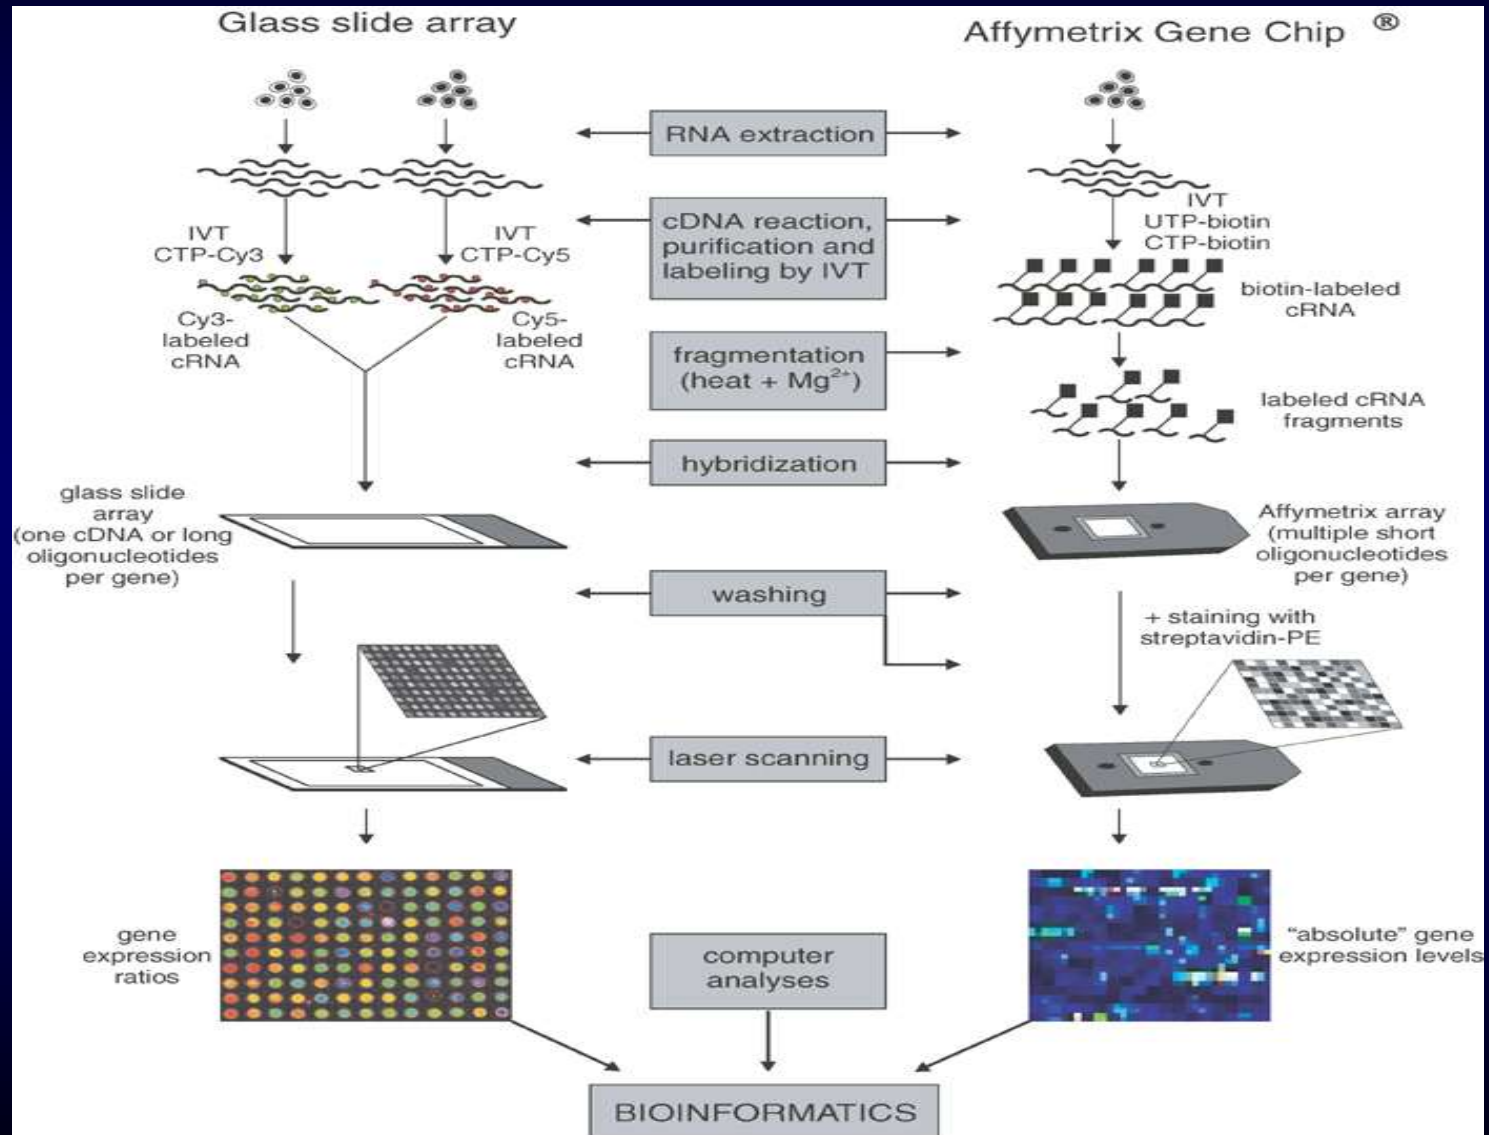 Glass slide array
Affymetrix Gene Chip ®
RNA extraction
IVT
CTP-Cy3
IVT
CTP-Cy5
cDNA reaction,
purification and
labeling by IVT
IVT
UTP-biotin
CTP-biotin
Cy3-
labeled
cRNA
Cy5-
labeled
cRNA
biotin-labeled
cRNA
fragmentation
(heat + Mg²⁺)
labeled cRNA
fragments
hybridization
glass slide
array
(one cDNA or long
oligonucleotides
per gene)
Affymetrix array
(multiple short
oligonucleotides
per gene)
washing
+ staining with
streptavidin-PE
laser scanning
gene
expression
ratios
computer
analyses
“absolute” gene
expression levels
BIOINFORMATICS